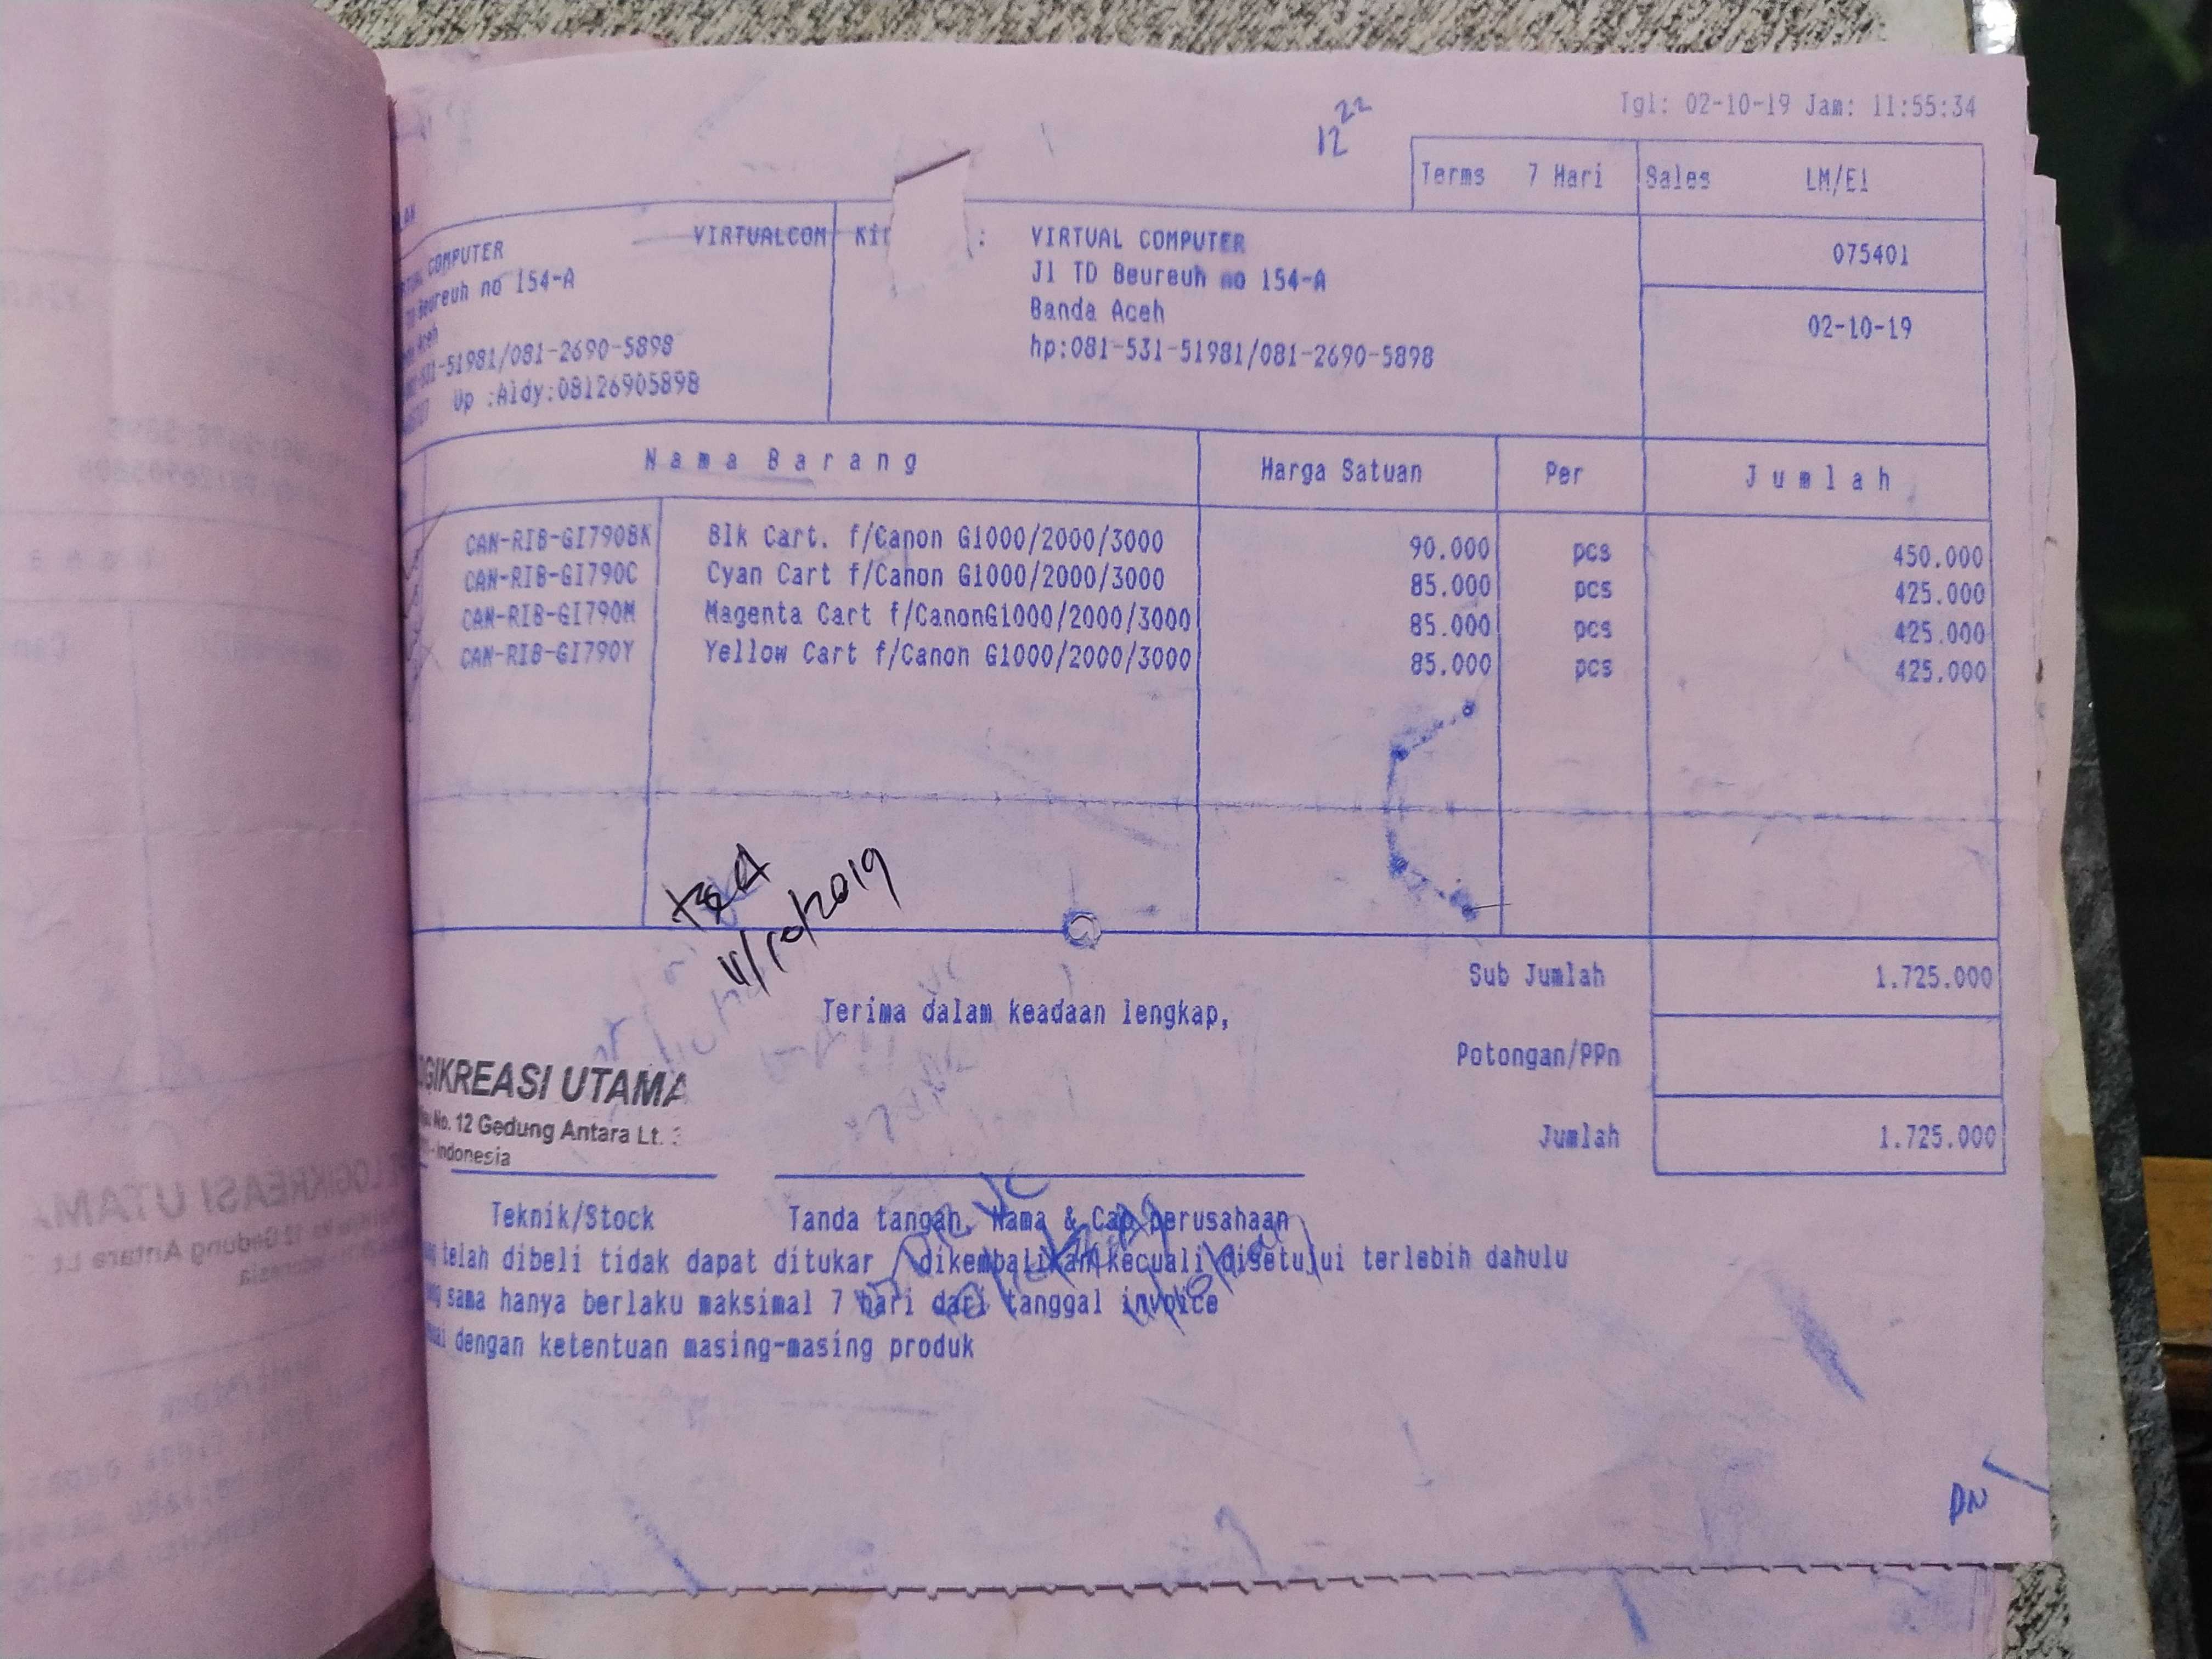 12 22
Tgl: 02-10-19 Jam: 11:55:34
Terms 7 Hari Sales LM/E1
COMPUTER VIRTUALCOM : VIRTUAL COMPUTER 075401
Beureuh no 154-A Jl TD Beureuh no 154-A
Aceh Banda Aceh 02-10-19
-531-51981/081-2690-5898 hp:081-531-51981/081-2690-5898
Up :Aldy:08126905898
Nama Barang Harga Satuan Per Jumlah
CAN-RIB-GI790BK Blk Cart. f/Canon G1000/2000/3000 90.000 pcs 450.000
CAN-RIB-GI790C Cyan Cart f/Canon G1000/2000/3000 85.000 pcs 425.000
CAN-RIB-GI790M Magenta Cart f/CanonG1000/2000/3000 85.000 pcs 425.000
CAN-RIB-GI790Y Yellow Cart f/Canon G1000/2000/3000 85.000 pcs 425.000
11/10/2019
Sub Jumlah 1.725.000
Terima dalam keadaan lengkap,
Potongan/PPn
GIKREASI UTAMA
No. 12 Gedung Antara Lt.
- Indonesia
Jumlah 1.725.000
Teknik/Stock Tanda tangan, Nama & Cap perusahaan
telah dibeli tidak dapat ditukar / dikembalikan kecuali disetujui terlebih dahulu
sama hanya berlaku maksimal 7 hari dari tanggal invoice
dengan ketentuan masing-masing produk
DN